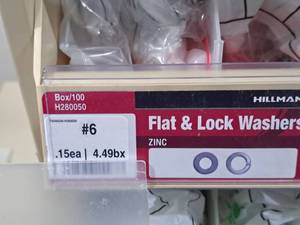 Box/100
H280050
HILLMAN
#6
Flat & Lock Washers
ZINC
.15ea | 4.49bx